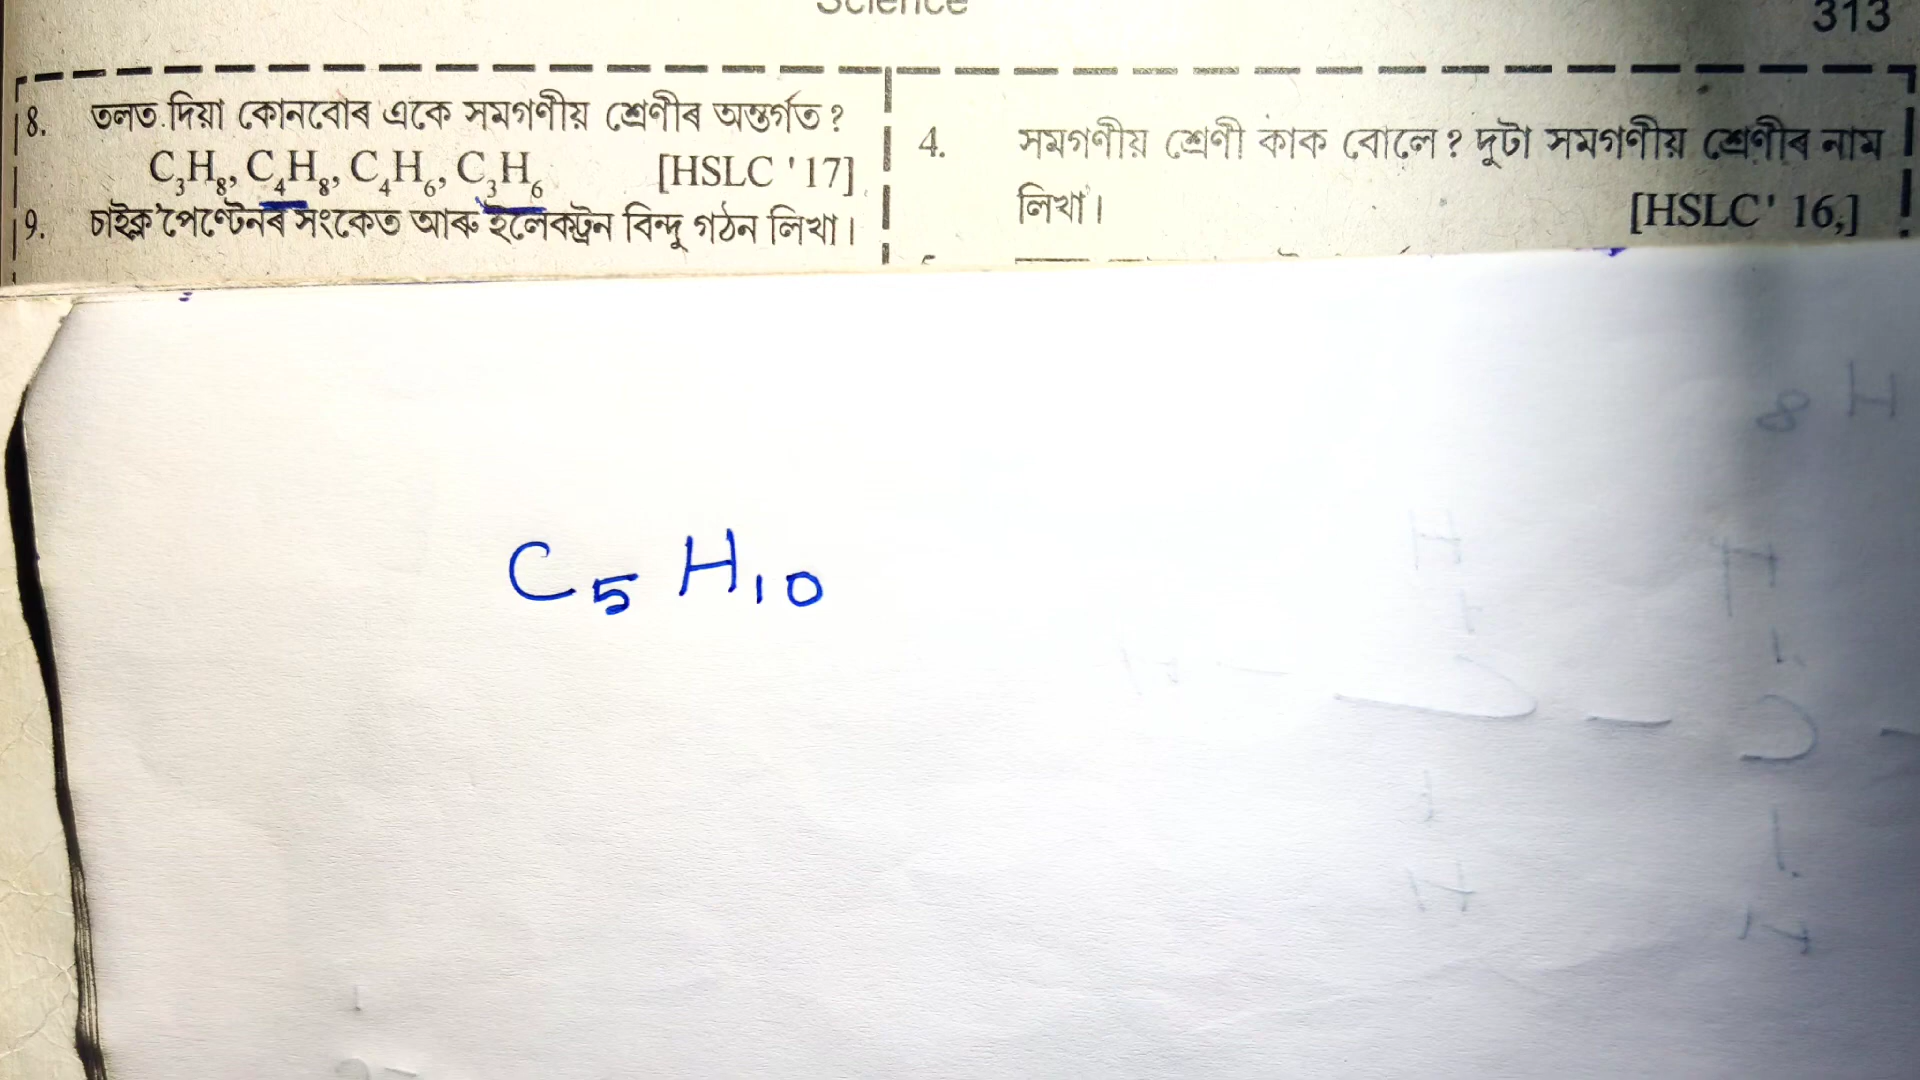 Science
313
8. তলত দিয়া কোনবোৰ একে সমগণীয় শ্ৰেণীৰ অন্তৰ্গত?
C₃H₈, C₄H₈, C₄H₆, C₃H₆ [HSLC '17]
9. চাইক্ল'পেণ্টেনৰ সংকেত আৰু ইলেকট্ৰন বিন্দু গঠন লিখা।
4. সমগণীয় শ্ৰেণী কাক বোলে? দুটা সমগণীয় শ্ৰেণীৰ নাম
লিখা। [HSLC' 16,]
C₅H₁₀